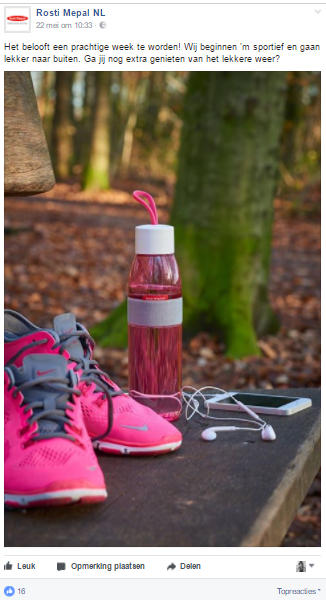 Rosti Mepal NL
22 mei om 10:33 ·
Het belooft een prachtige week te worden! Wij beginnen 'm sportief en gaan
lekker naar buiten. Ga jij nog extra genieten van het lekkere weer?
Leuk Opmerking plaatsen Delen
16 Topreacties